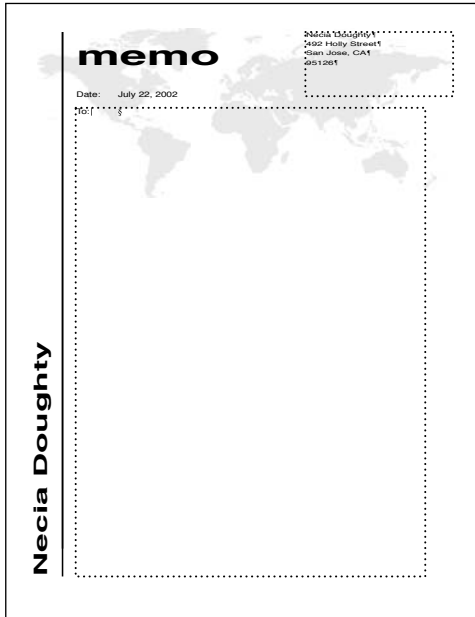 Necia Doughty¶
492 Holly Street¶
San Jose, CA¶
95126¶
memo
Date: July 22, 2002
To: §
Necia Doughty